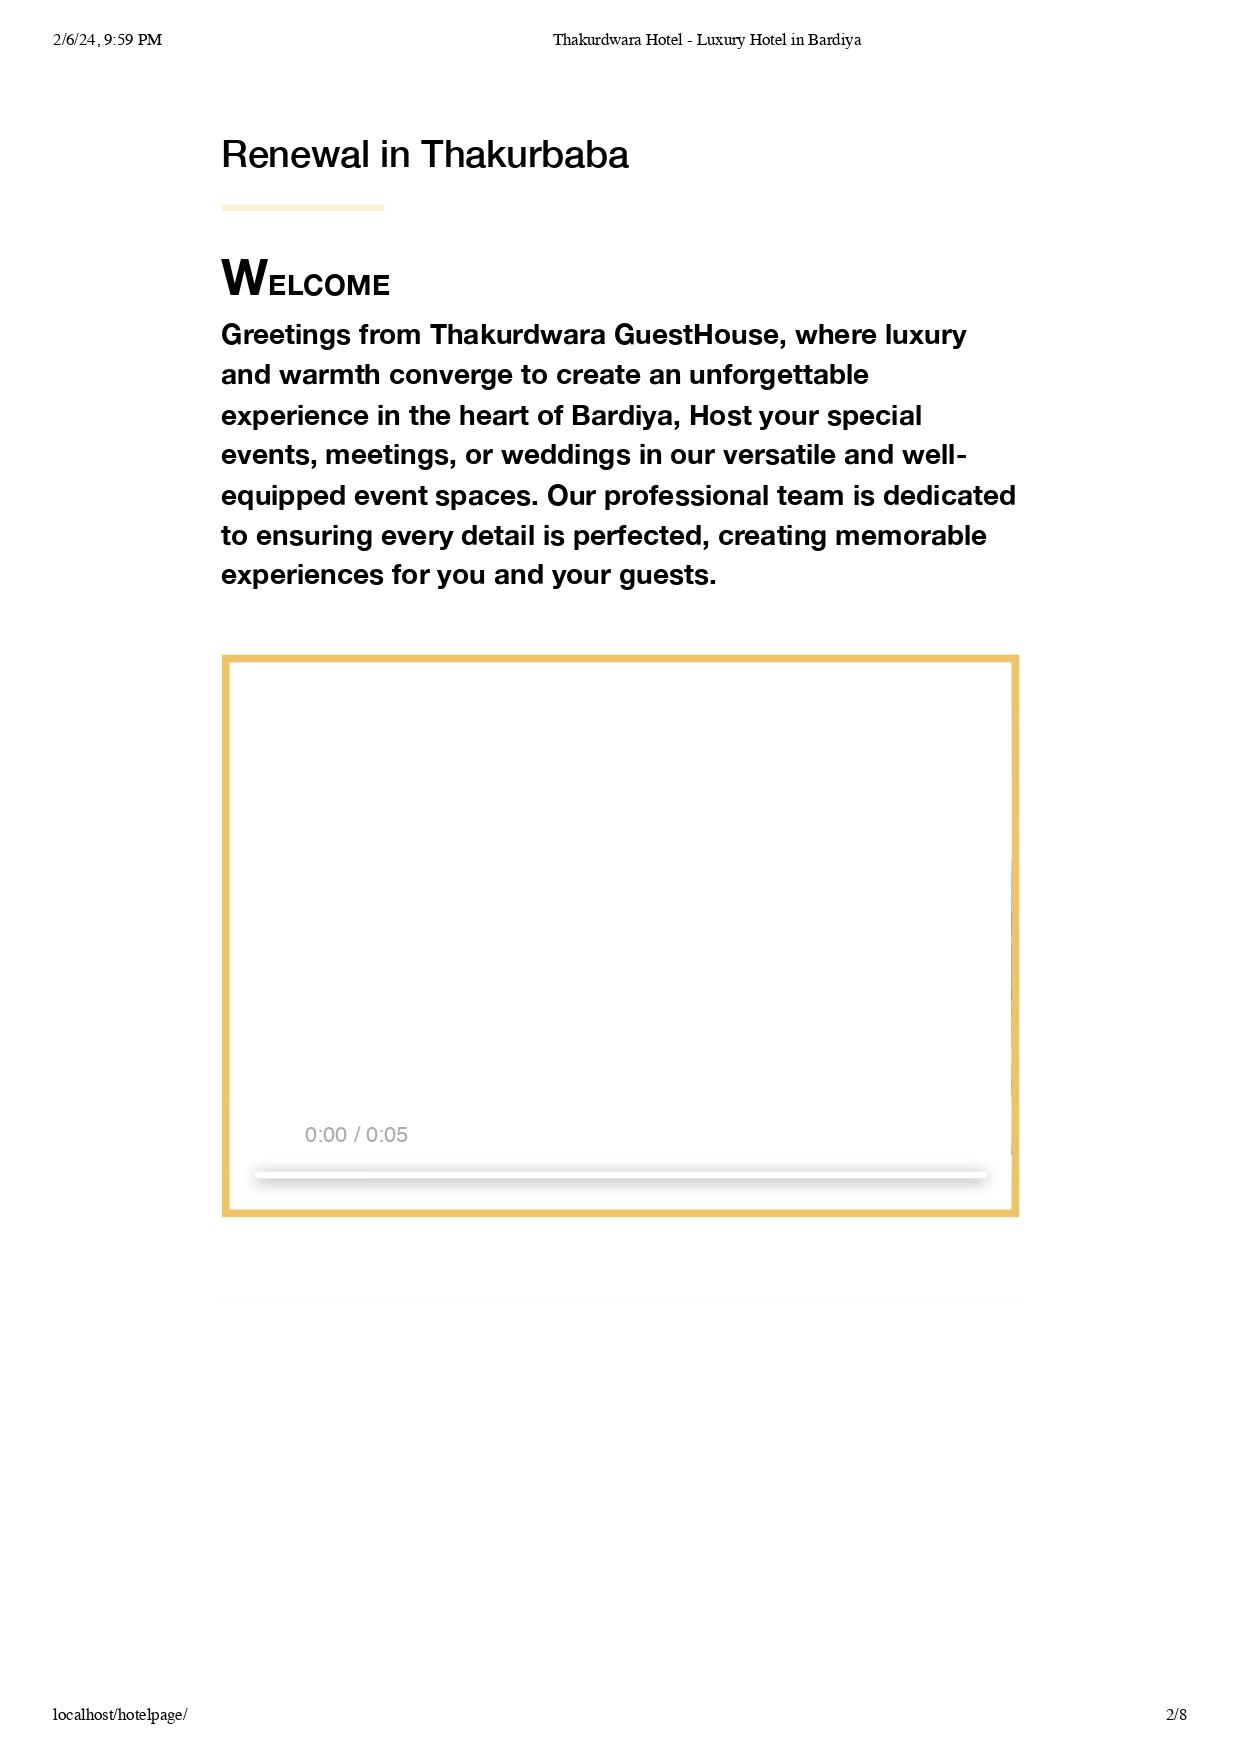 2/6/24, 9:59 PM
Thakurdwara Hotel - Luxury Hotel in Bardiya
Renewal in Thakurbaba
WELCOME
Greetings from Thakurdwara GuestHouse, where luxury
and warmth converge to create an unforgettable
experience in the heart of Bardiya, Host your special
events, meetings, or weddings in our versatile and well-
equipped event spaces. Our professional team is dedicated
to ensuring every detail is perfected, creating memorable
experiences for you and your guests.
0:00 / 0:05
localhost/hotelpage/
2/8